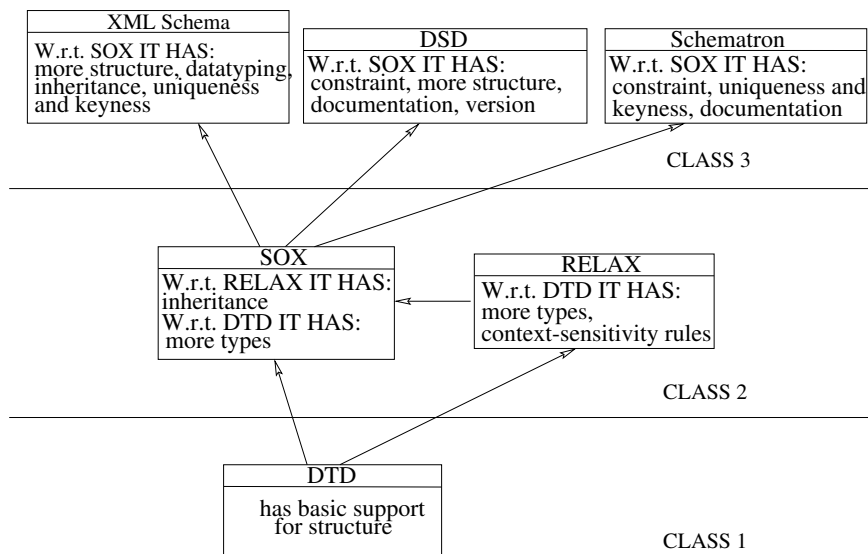 XML Schema
W.r.t. SOX IT HAS:
more structure, datatyping,
inheritance, uniqueness
and keyness
DSD
W.r.t. SOX IT HAS:
constraint, more structure,
documentation, version
Schematron
W.r.t. SOX IT HAS:
constraint, uniqueness and
keyness, documentation
CLASS 3
SOX
W.r.t. RELAX IT HAS:
inheritance
W.r.t. DTD IT HAS:
more types
RELAX
W.r.t. DTD IT HAS:
more types,
context-sensitivity rules
CLASS 2
DTD
has basic support
for structure
CLASS 1